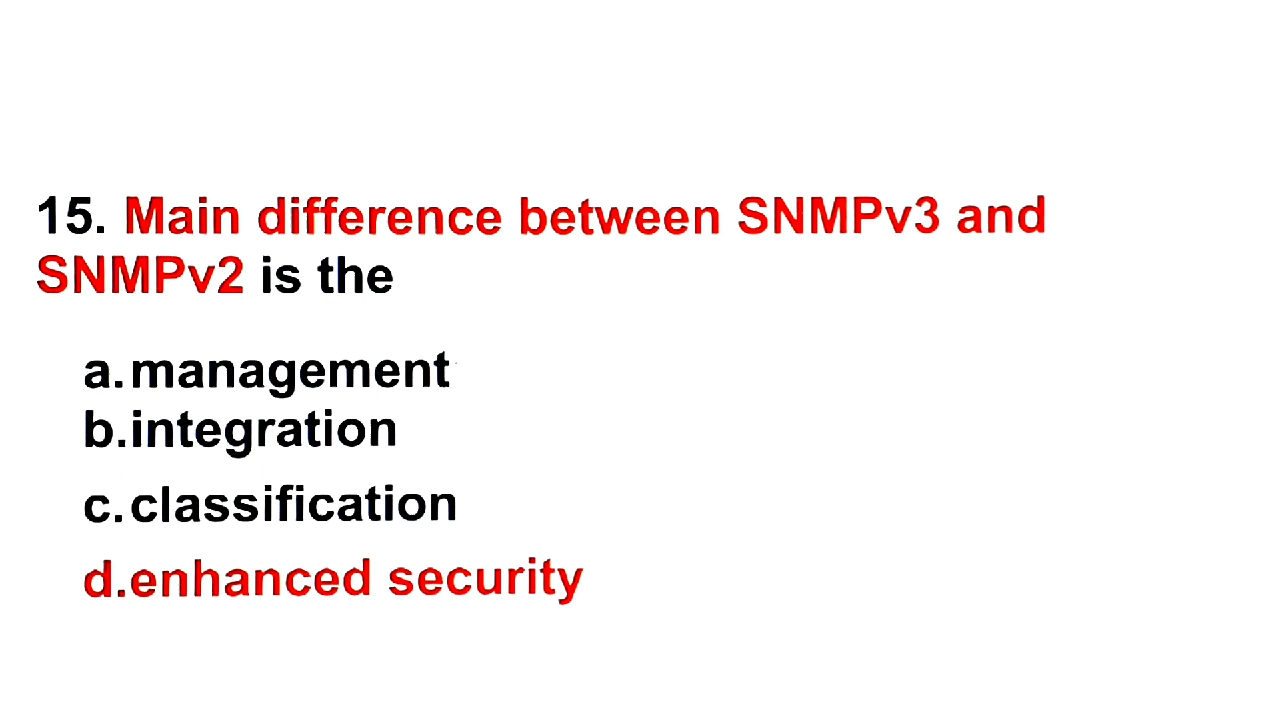 15. Main difference between SNMPv3 and
SNMPv2 is the
a.management
b.integration
c.classification
d.enhanced security